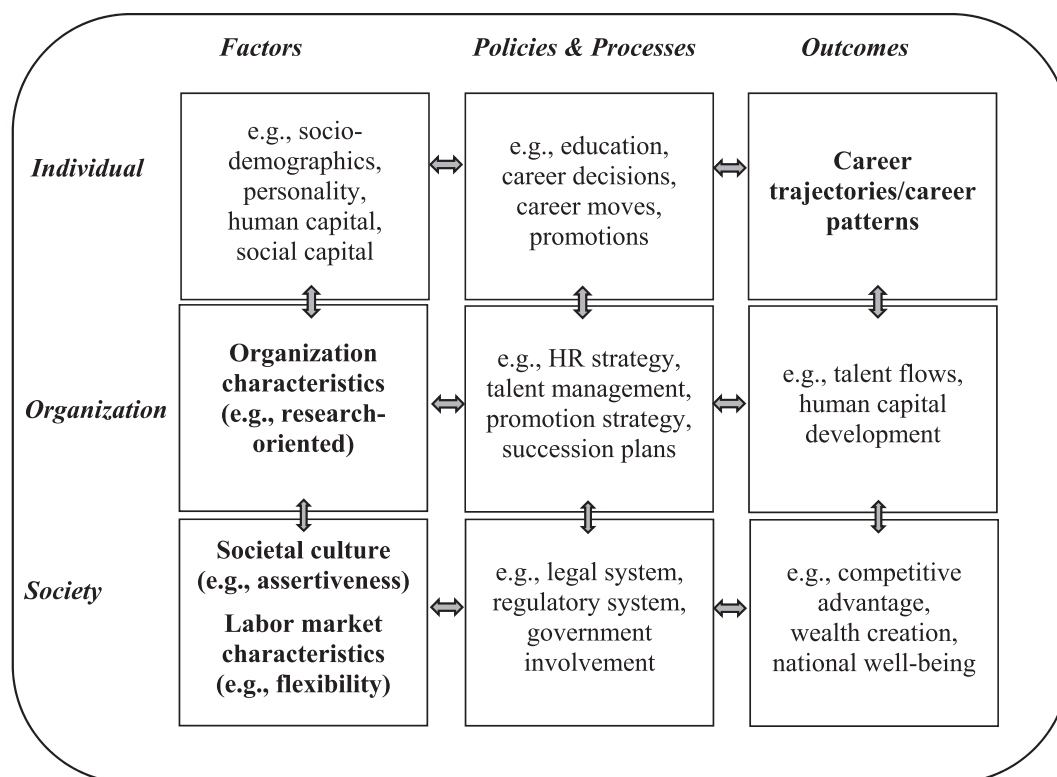 Factors
Policies & Processes
Outcomes
Individual
e.g., socio-
demographics,
personality,
human capital,
social capital
e.g., education,
career decisions,
career moves,
promotions
Career
trajectories/career
patterns
Organization
Organization
characteristics
(e.g., research-
oriented)
e.g., HR strategy,
talent management,
promotion strategy,
succession plans
e.g., talent flows,
human capital
development
Society
Societal culture
(e.g., assertiveness)
Labor market
characteristics
(e.g., flexibility)
e.g., legal system,
regulatory system,
government
involvement
e.g., competitive
advantage,
wealth creation,
national well-being